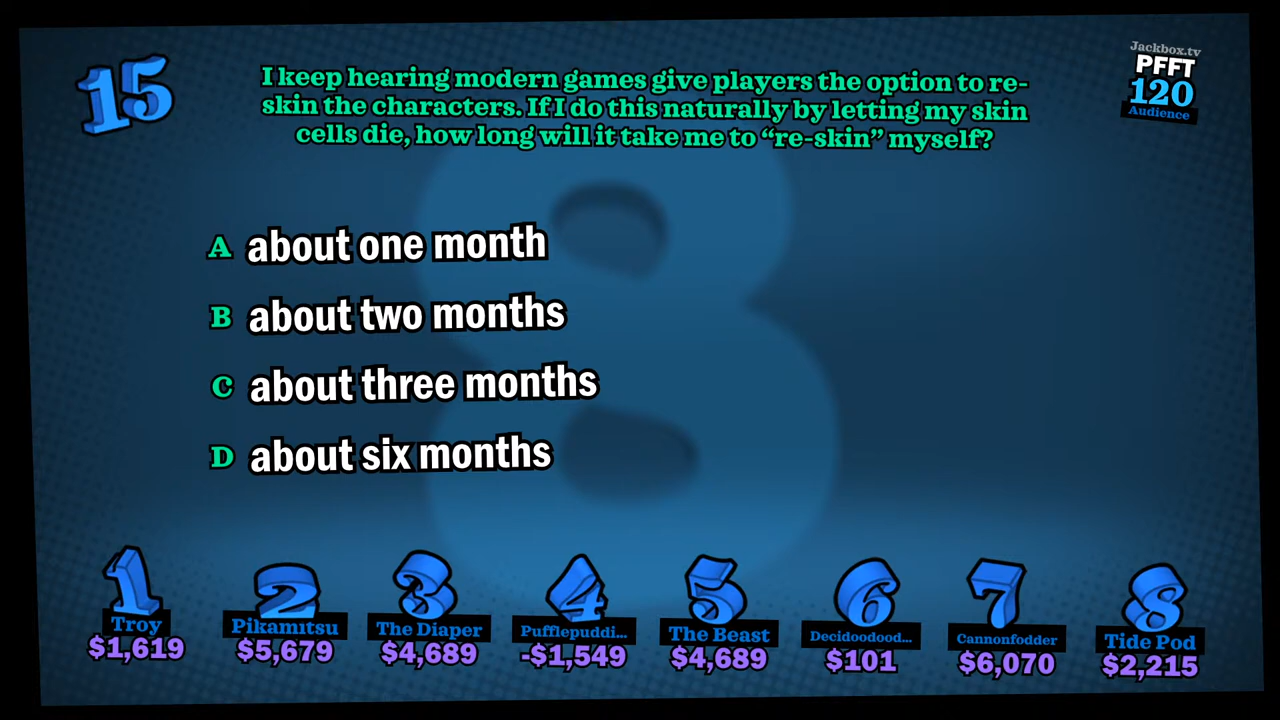 15
I keep hearing modern games give players the option to re-
skin the characters. If I do this naturally by letting my skin
cells die, how long will it take me to “re-skin” myself?
Jackbox.tv
PFFT
120
Audience
A about one month
B about two months
C about three months
D about six months
8
1 2 3 4 5 6 7 8
Troy Pikamitsu The Diaper Pufflepuddi... The Beast Decidoodood... Cannonfodder Tide Pod
$1,619 $5,679 $4,689 -$1,549 $4,689 $101 $6,070 $2,215